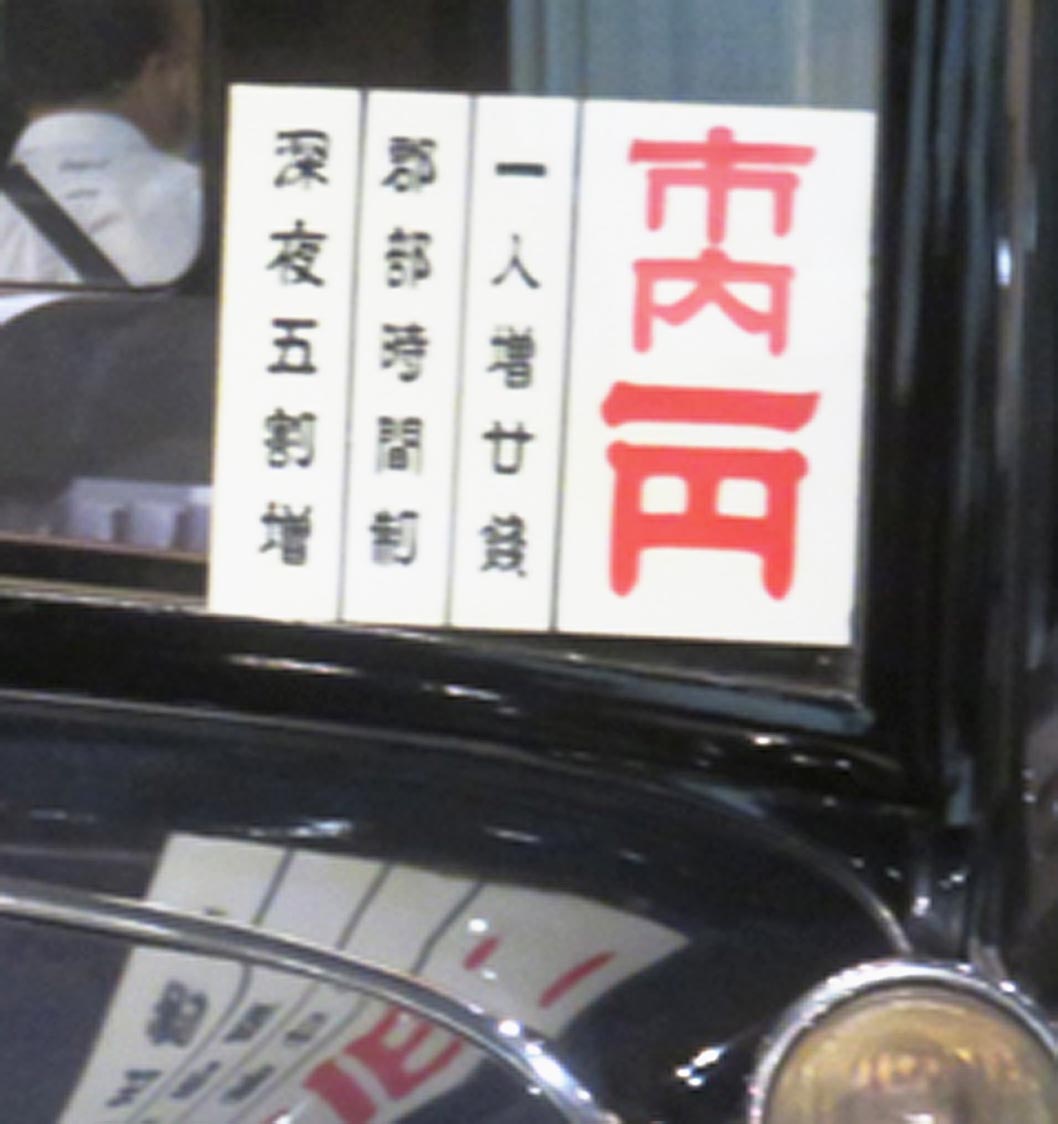 市内一円
一人増廿銭
郡部時間制
深夜五割増